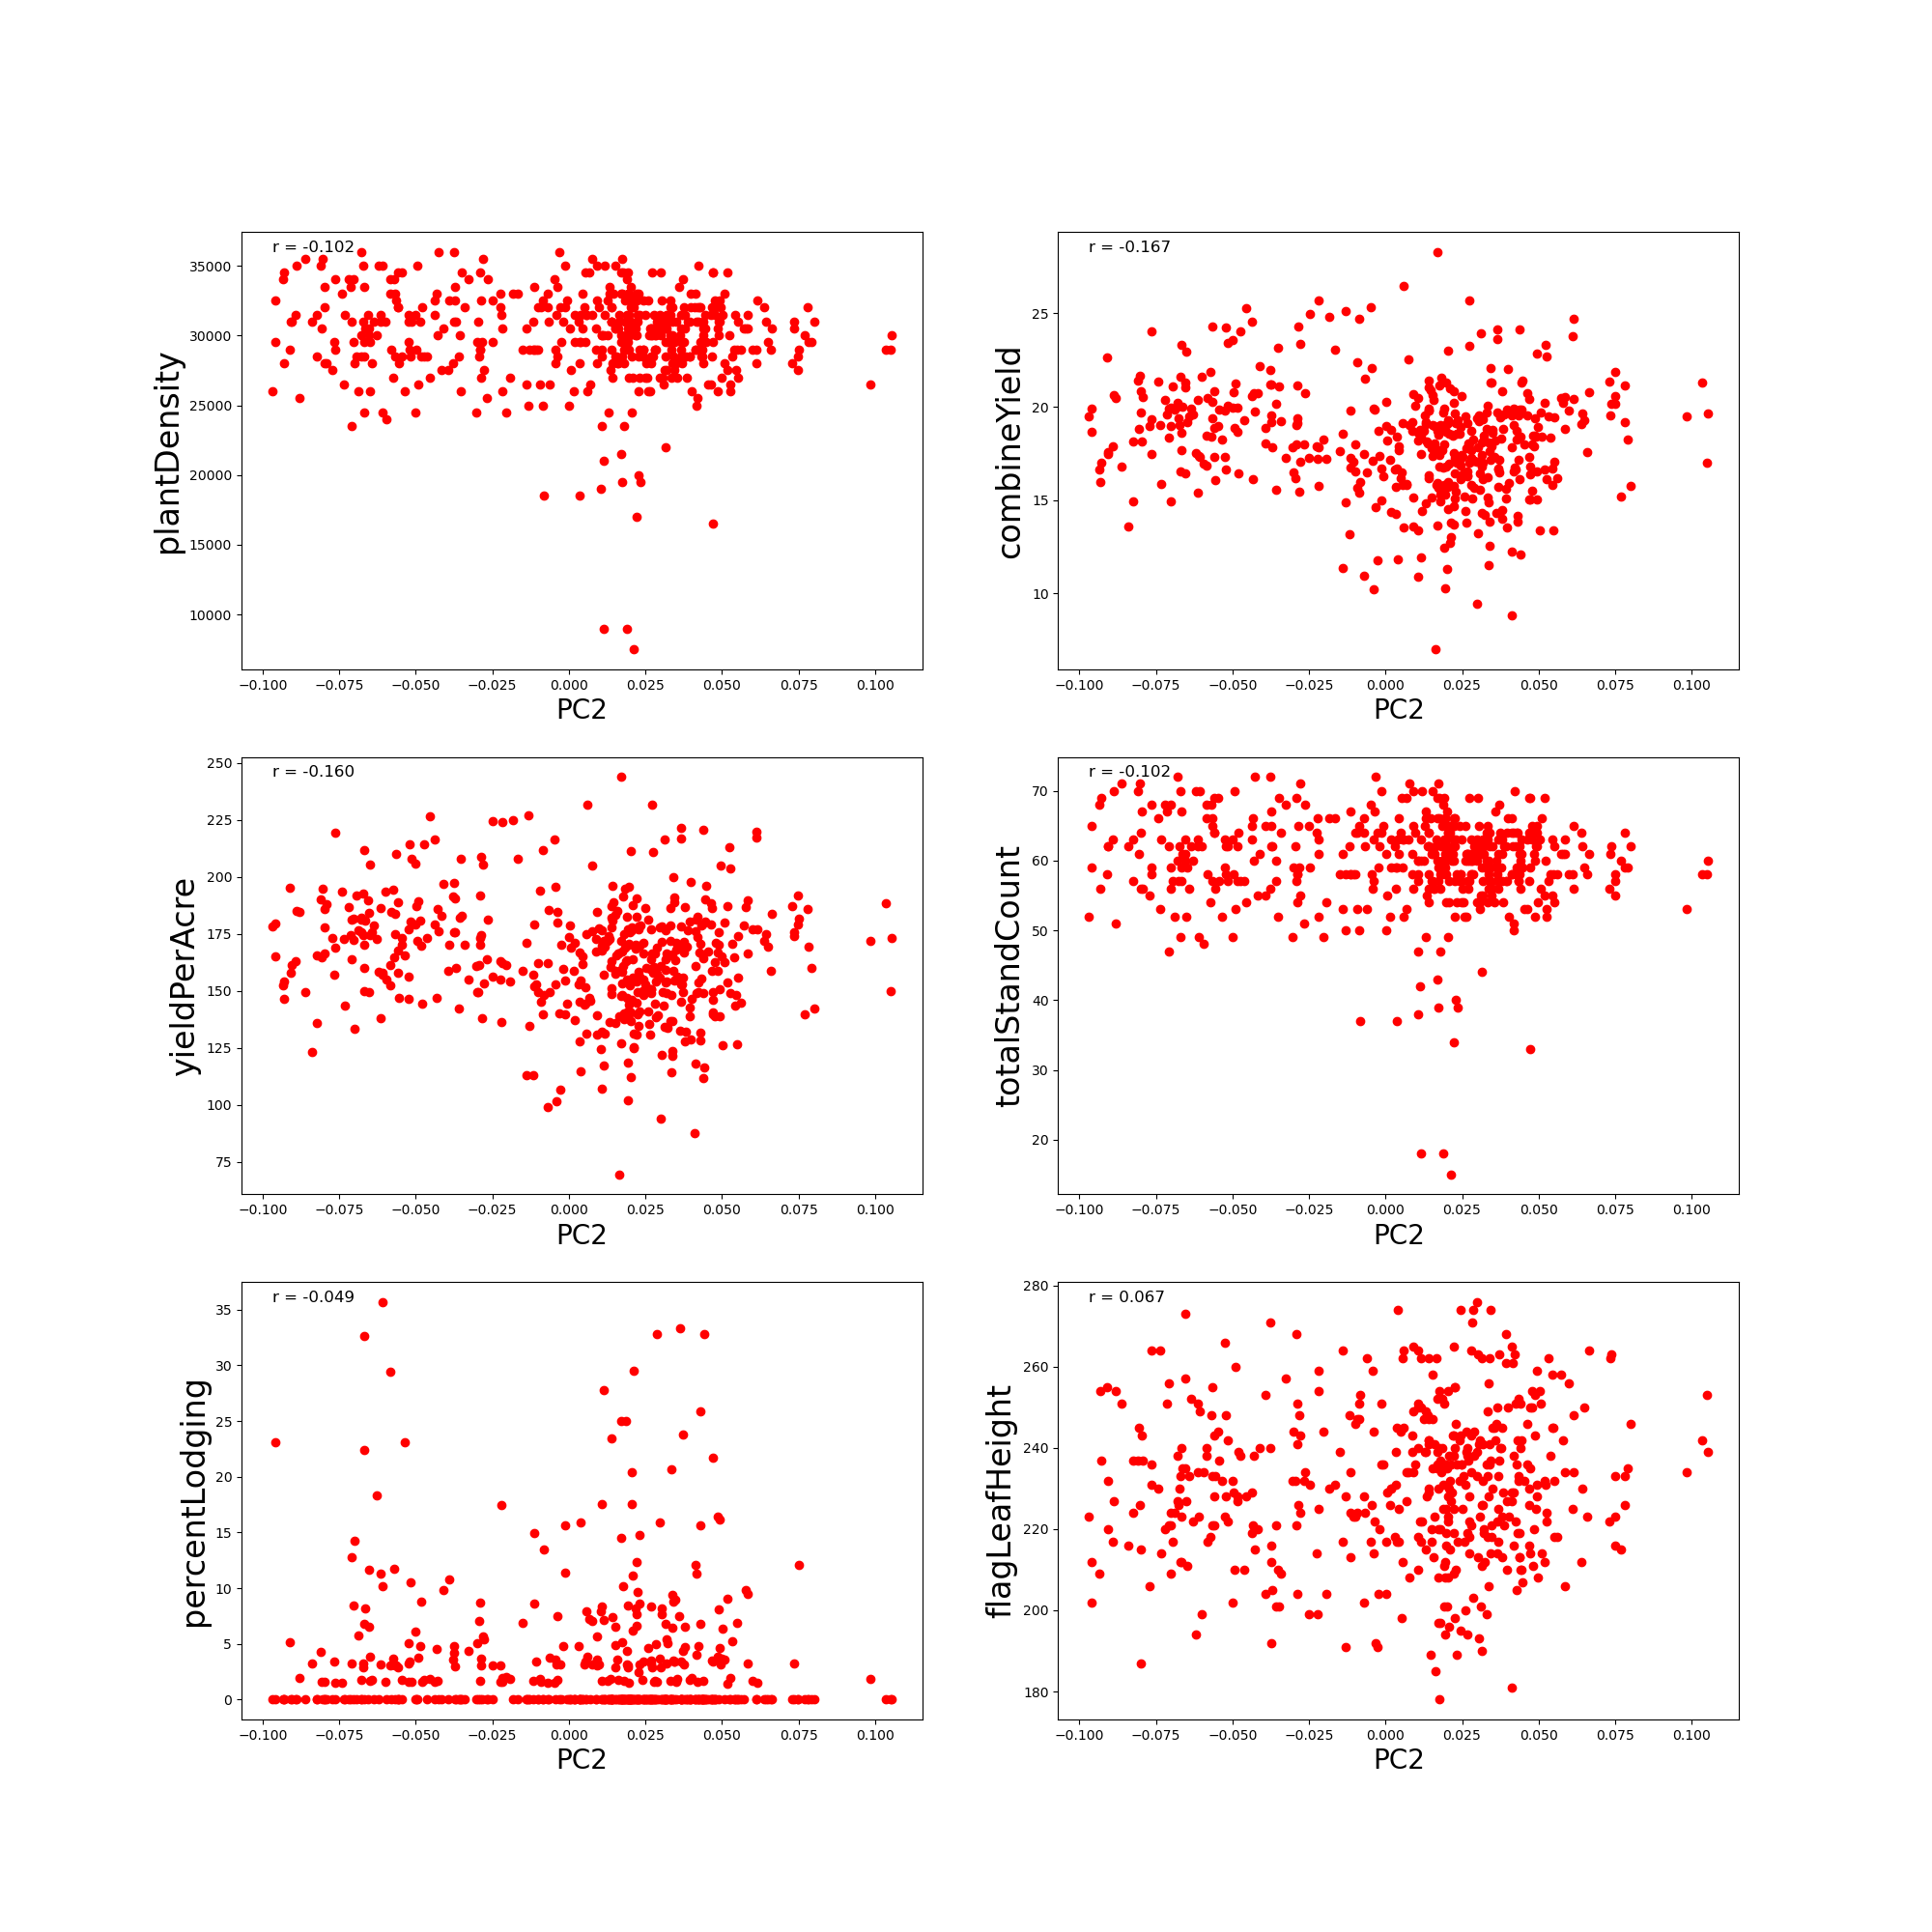 r = -0.102
35000
30000
25000
20000
15000
10000
plantDensity
−0.100 −0.075 −0.050 −0.025 0.000 0.025 0.050 0.075 0.100
PC2
r = -0.167
25
20
15
10
combineYield
−0.100 −0.075 −0.050 −0.025 0.000 0.025 0.050 0.075 0.100
PC2
r = -0.160
250
225
200
175
150
125
100
75
yieldPerAcre
−0.100 −0.075 −0.050 −0.025 0.000 0.025 0.050 0.075 0.100
PC2
r = -0.102
70
60
50
40
30
20
totalStandCount
−0.100 −0.075 −0.050 −0.025 0.000 0.025 0.050 0.075 0.100
PC2
r = -0.049
35
30
25
20
15
10
5
0
percentLodging
−0.100 −0.075 −0.050 −0.025 0.000 0.025 0.050 0.075 0.100
PC2
r = 0.067
280
260
240
220
200
180
flagLeafHeight
−0.100 −0.075 −0.050 −0.025 0.000 0.025 0.050 0.075 0.100
PC2